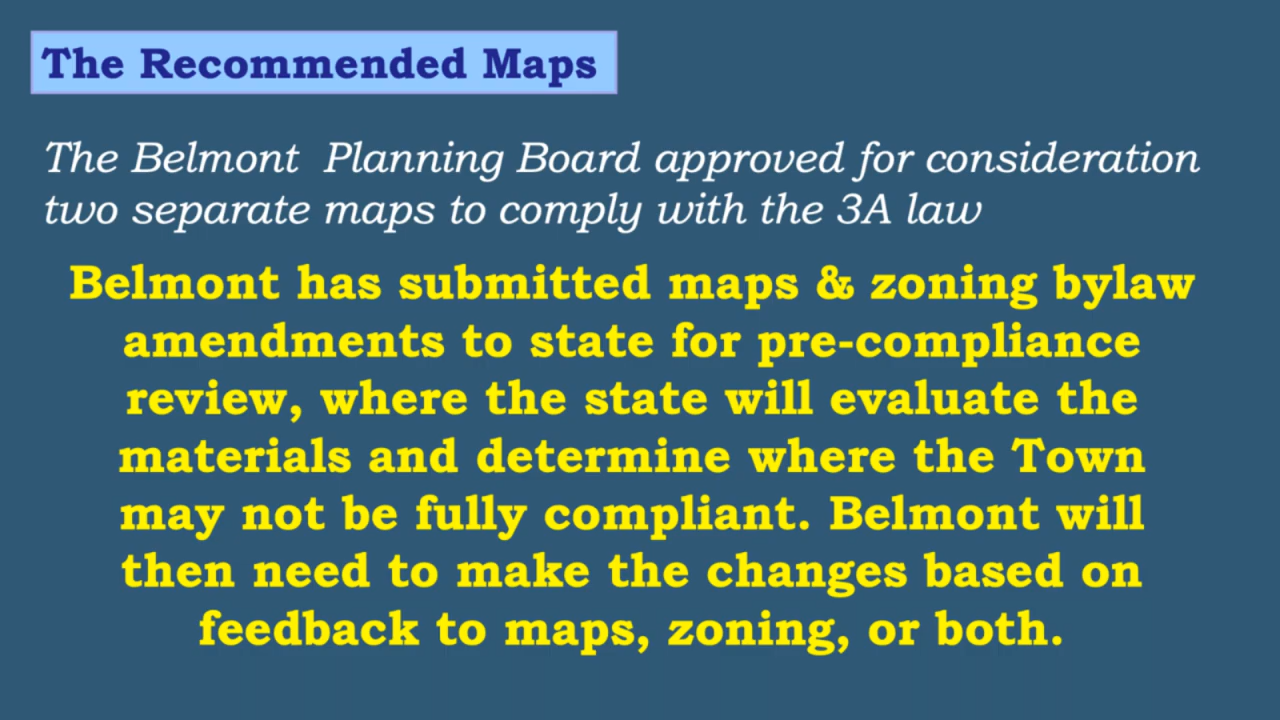 The Recommended Maps
The Belmont Planning Board approved for consideration
two separate maps to comply with the 3A law
Belmont has submitted maps & zoning bylaw
amendments to state for pre-compliance
review, where the state will evaluate the
materials and determine where the Town
may not be fully compliant. Belmont will
then need to make the changes based on
feedback to maps, zoning, or both.